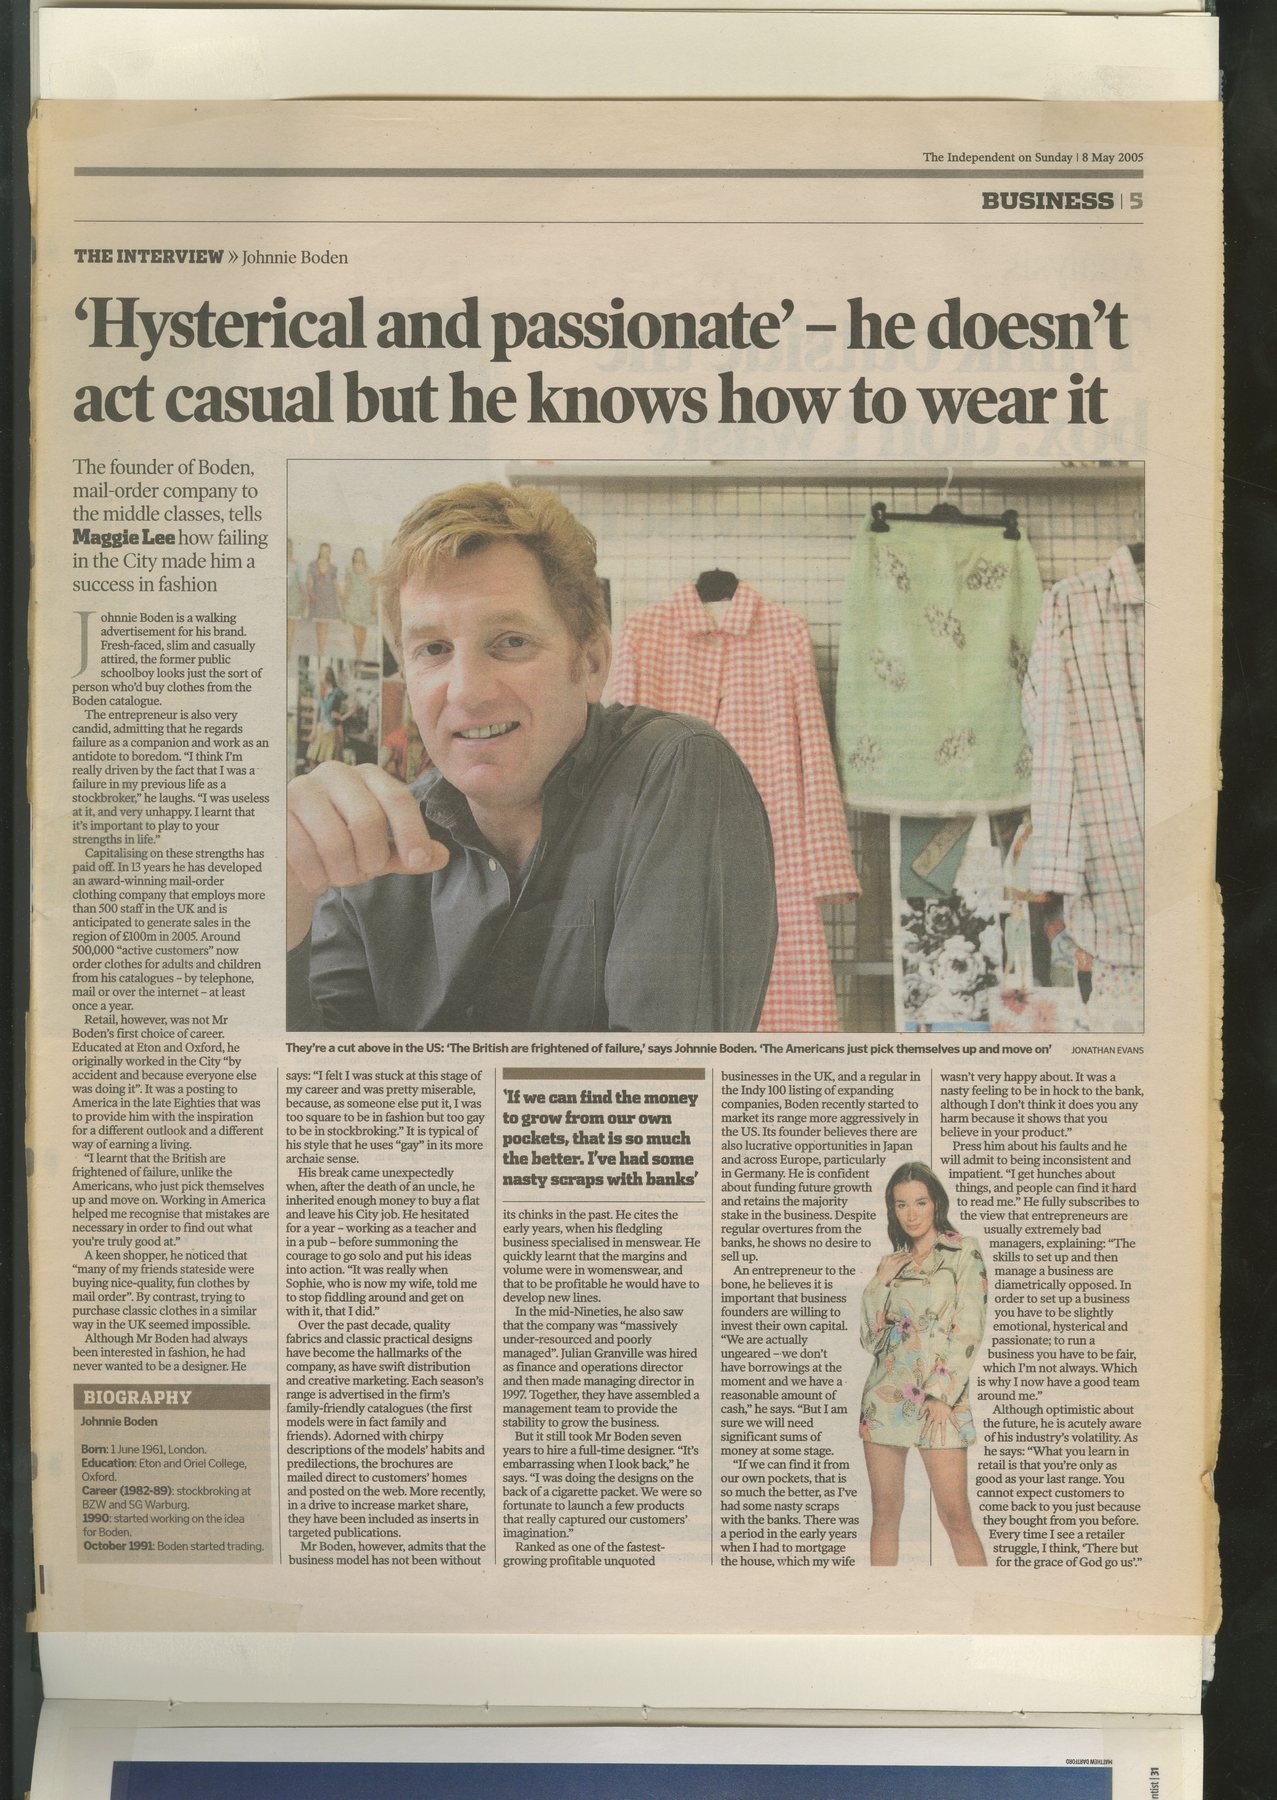 The Independent on Sunday | 8 May 2005
BUSINESS | 5
THE INTERVIEW » Johnnie Boden
‘Hysterical and passionate’ – he doesn’t
act casual but he knows how to wear it
The founder of Boden,
mail-order company to
the middle classes, tells
Maggie Lee how failing
in the City made him a
success in fashion
Johnnie Boden is a walking
advertisement for his brand.
Fresh-faced, slim and casually
attired, the former public
schoolboy looks just the sort of
person who’d buy clothes from the
Boden catalogue.
The entrepreneur is also very
candid, admitting that he regards
failure as a companion and work as an
antidote to boredom. “I think I’m
really driven by the fact that I was a
failure in my previous life as a
stockbroker,” he laughs. “I was useless
at it, and very unhappy. I learnt that
it’s important to play to your
strengths in life.”
Capitalising on these strengths has
paid off. In 13 years he has developed
an award-winning mail-order
clothing company that employs more
than 500 staff in the UK and is
anticipated to generate sales in the
region of £100m in 2005. Around
500,000 “active customers” now
order clothes for adults and children
from his catalogues – by telephone,
mail or over the internet – at least
once a year.
Retail, however, was not Mr
Boden’s first choice of career.
Educated at Eton and Oxford, he
originally worked in the City “by
accident and because everyone else
was doing it”. It was a posting to
America in the late Eighties that was
to provide him with the inspiration
for a different outlook and a different
way of earning a living.
“I learnt that the British are
frightened of failure, unlike the
Americans, who just pick themselves
up and move on. Working in America
helped me recognise that mistakes are
necessary in order to find out what
you’re truly good at.”
A keen shopper, he noticed that
“many of my friends stateside were
buying nice-quality, fun clothes by
mail order”. By contrast, trying to
purchase classic clothes in a similar
way in the UK seemed impossible.
Although Mr Boden had always
been interested in fashion, he had
never wanted to be a designer. He
BIOGRAPHY
Johnnie Boden
Born: 1 June 1961, London.
Education: Eton and Oriel College,
Oxford.
Career (1982-89): stockbroking at
BZW and SG Warburg.
1990: started working on the idea
for Boden.
October 1991: Boden started trading.
They’re a cut above in the US: ‘The British are frightened of failure,’ says Johnnie Boden. ‘The Americans just pick themselves up and move on’ JONATHAN EVANS
says: “I felt I was stuck at this stage of
my career and was pretty miserable,
because, as someone else put it, I was
too square to be in fashion but too gay
to be in stockbroking.” It is typical of
his style that he uses “gay” in its more
archaic sense.
His break came unexpectedly
when, after the death of an uncle, he
inherited enough money to buy a flat
and leave his City job. He hesitated
for a year – working as a teacher and
in a pub – before summoning the
courage to go solo and put his ideas
into action. “It was really when
Sophie, who is now my wife, told me
to stop fiddling around and get on
with it, that I did.”
Over the past decade, quality
fabrics and classic practical designs
have become the hallmarks of the
company, as have swift distribution
and creative marketing. Each season’s
range is advertised in the firm’s
family-friendly catalogues (the first
models were in fact family and
friends). Adorned with chirpy
descriptions of the models’ habits and
predilections, the brochures are
mailed direct to customers’ homes
and posted on the web. More recently,
in a drive to increase market share,
they have been included as inserts in
targeted publications.
Mr Boden, however, admits that the
business model has not been without
‘If we can find the money
to grow from our own
pockets, that is so much
the better. I’ve had some
nasty scraps with banks’
its chinks in the past. He cites the
early years, when his fledgling
business specialised in menswear. He
quickly learnt that the margins and
volume were in womenswear, and
that to be profitable he would have to
develop new lines.
In the mid-Nineties, he also saw
that the company was “massively
under-resourced and poorly
managed”. Julian Granville was hired
as finance and operations director
and then made managing director in
1997. Together, they have assembled a
management team to provide the
stability to grow the business.
But it still took Mr Boden seven
years to hire a full-time designer. “It’s
embarrassing when I look back,” he
says. “I was doing the designs on the
back of a cigarette packet. We were so
fortunate to launch a few products
that really captured our customers’
imagination.”
Ranked as one of the fastest-
growing profitable unquoted
businesses in the UK, and a regular in
the Indy 100 listing of expanding
companies, Boden recently started to
market its range more aggressively in
the US. Its founder believes there are
also lucrative opportunities in Japan
and across Europe, particularly
in Germany. He is confident
about funding future growth
and retains the majority
stake in the business. Despite
regular overtures from the
banks, he shows no desire to
sell up.
An entrepreneur to the
bone, he believes it is
important that business
founders are willing to
invest their own capital.
“We are actually
ungeared – we don’t
have borrowings at the
moment and we have a
reasonable amount of
cash,” he says. “But I am
sure we will need
significant sums of
money at some stage.
“If we can find it from
our own pockets, that is
so much the better, as I’ve
had some nasty scraps
with the banks. There was
a period in the early years
when I had to mortgage
the house, which my wife
wasn’t very happy about. It was a
nasty feeling to be in hock to the bank,
although I don’t think it does you any
harm because it shows that you
believe in your product.”
Press him about his faults and he
will admit to being inconsistent and
impatient. “I get hunches about
things, and people can find it hard
to read me.” He fully subscribes to
the view that entrepreneurs are
usually extremely bad
managers, explaining: “The
skills to set up and then
manage a business are
diametrically opposed. In
order to set up a business
you have to be slightly
emotional, hysterical and
passionate; to run a
business you have to be fair,
which I’m not always. Which
is why I now have a good team
around me.”
Although optimistic about
the future, he is acutely aware
of his industry’s volatility. As
he says: “What you learn in
retail is that you’re only as
good as your last range. You
cannot expect customers to
come back to you just because
they bought from you before.
Every time I see a retailer
struggle, I think, ‘There but
for the grace of God go us’.”
MATTHEW DARTFORD
ntist | 31